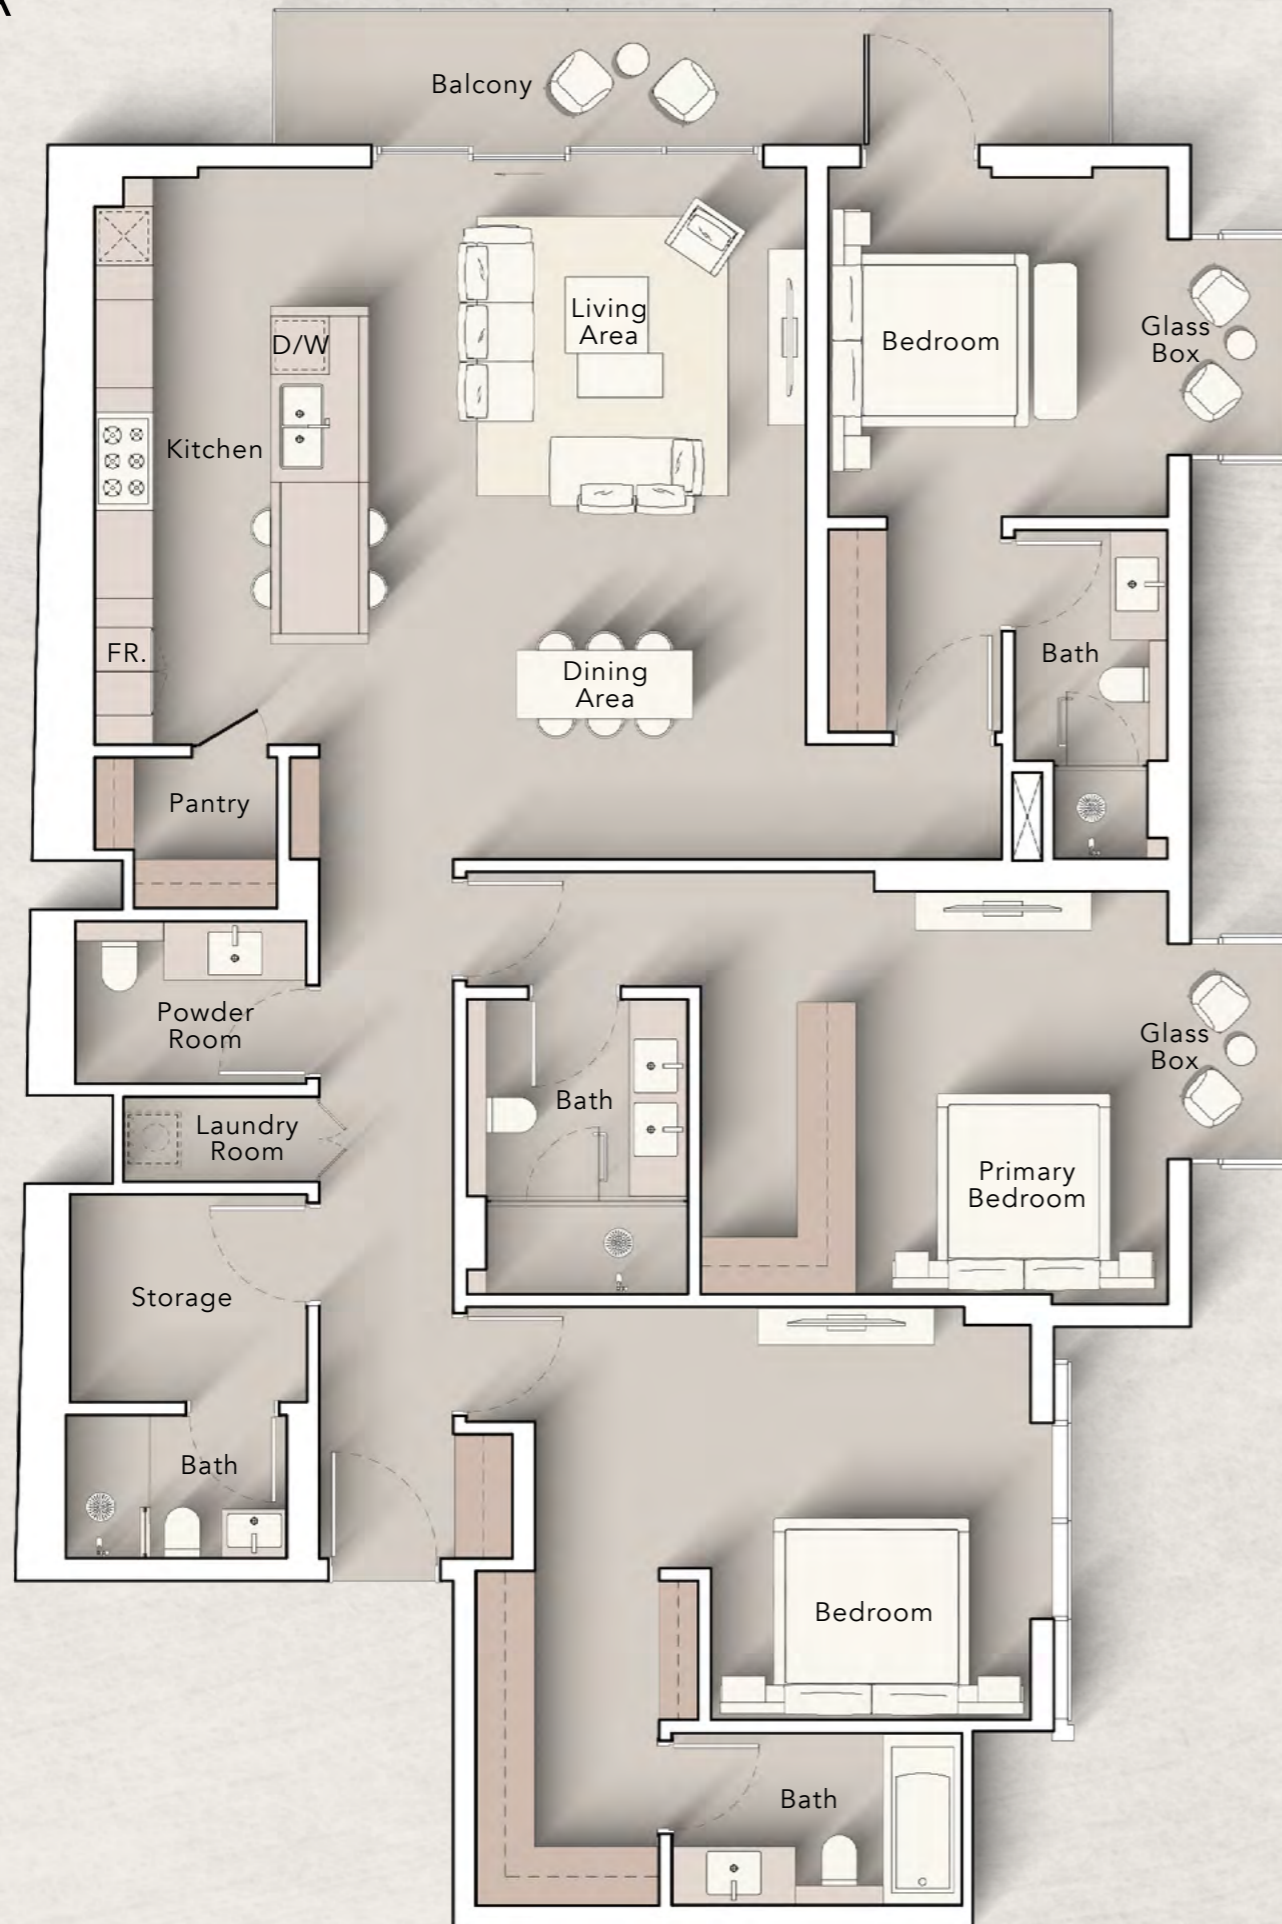 Balcony
Living
Area
Bedroom
Glass
Box
D/W
Kitchen
FR.
Dining
Area
Bath
Pantry
Powder
Room
Glass
Box
Bath
Laundry
Room
Primary
Bedroom
Storage
Bath
Bedroom
Bath